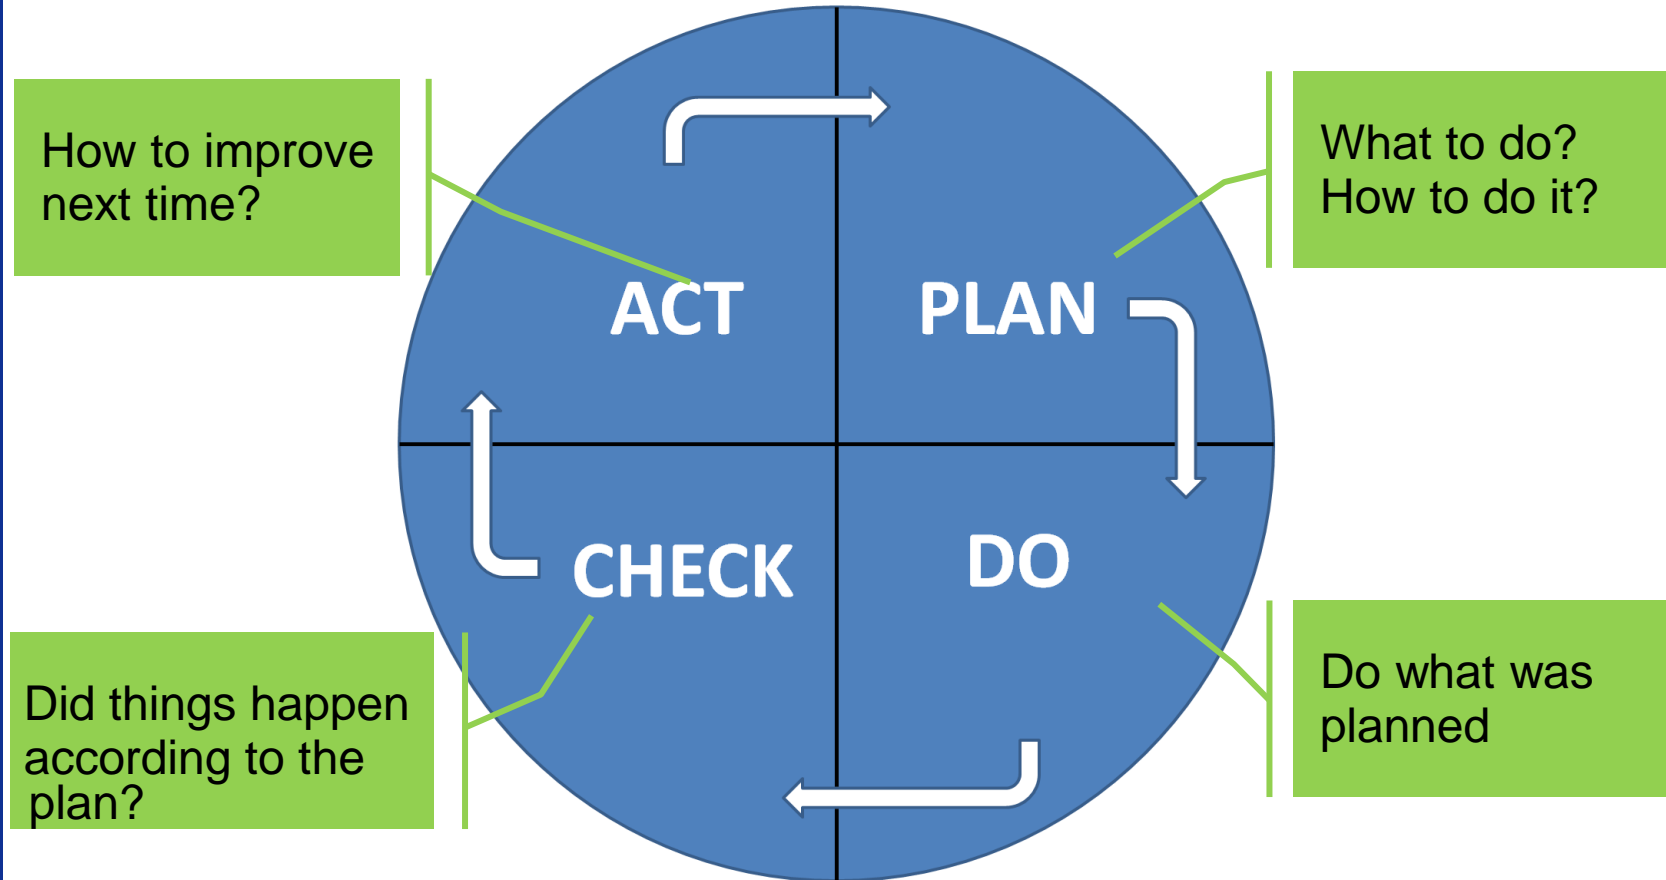 How to improve
next time?
What to do?
How to do it?
ACT
PLAN
CHECK
DO
Did things happen
according to the
plan?
Do what was
planned